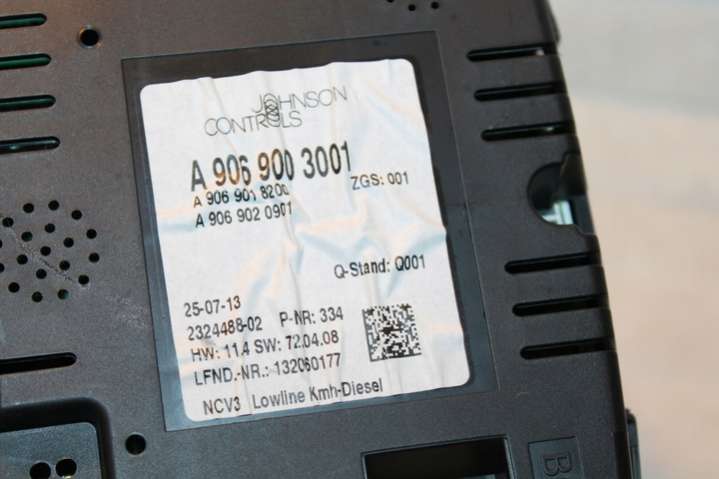 JOHNSON
CONTROLS
A 906 900 3001
A 906 901 8200 ZGS: 001
A 906 902 0901
Q-Stand: Q001
25-07-13
2324488-02 P-NR: 334
HW: 11.4 SW: 72.04.08
LFND.-NR.: 132060177
NCV3 Lowline Kmh-Diesel